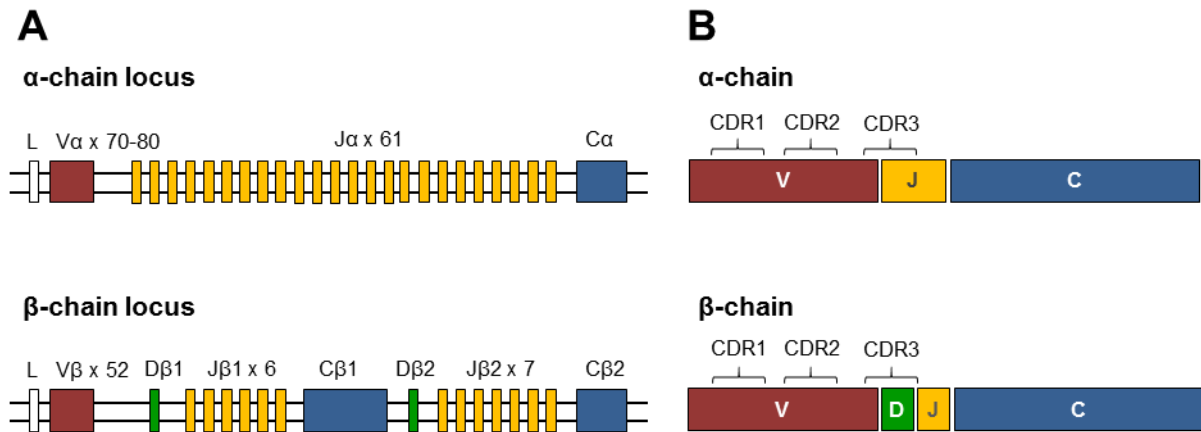 A
α-chain locus
L Vα x 70-80 Jα x 61 Cα
β-chain locus
L Vβ x 52 Dβ1 Jβ1 x 6 Cβ1 Dβ2 Jβ2 x 7 Cβ2
B
α-chain
CDR1 CDR2 CDR3
V J C
β-chain
CDR1 CDR2 CDR3
V D J C